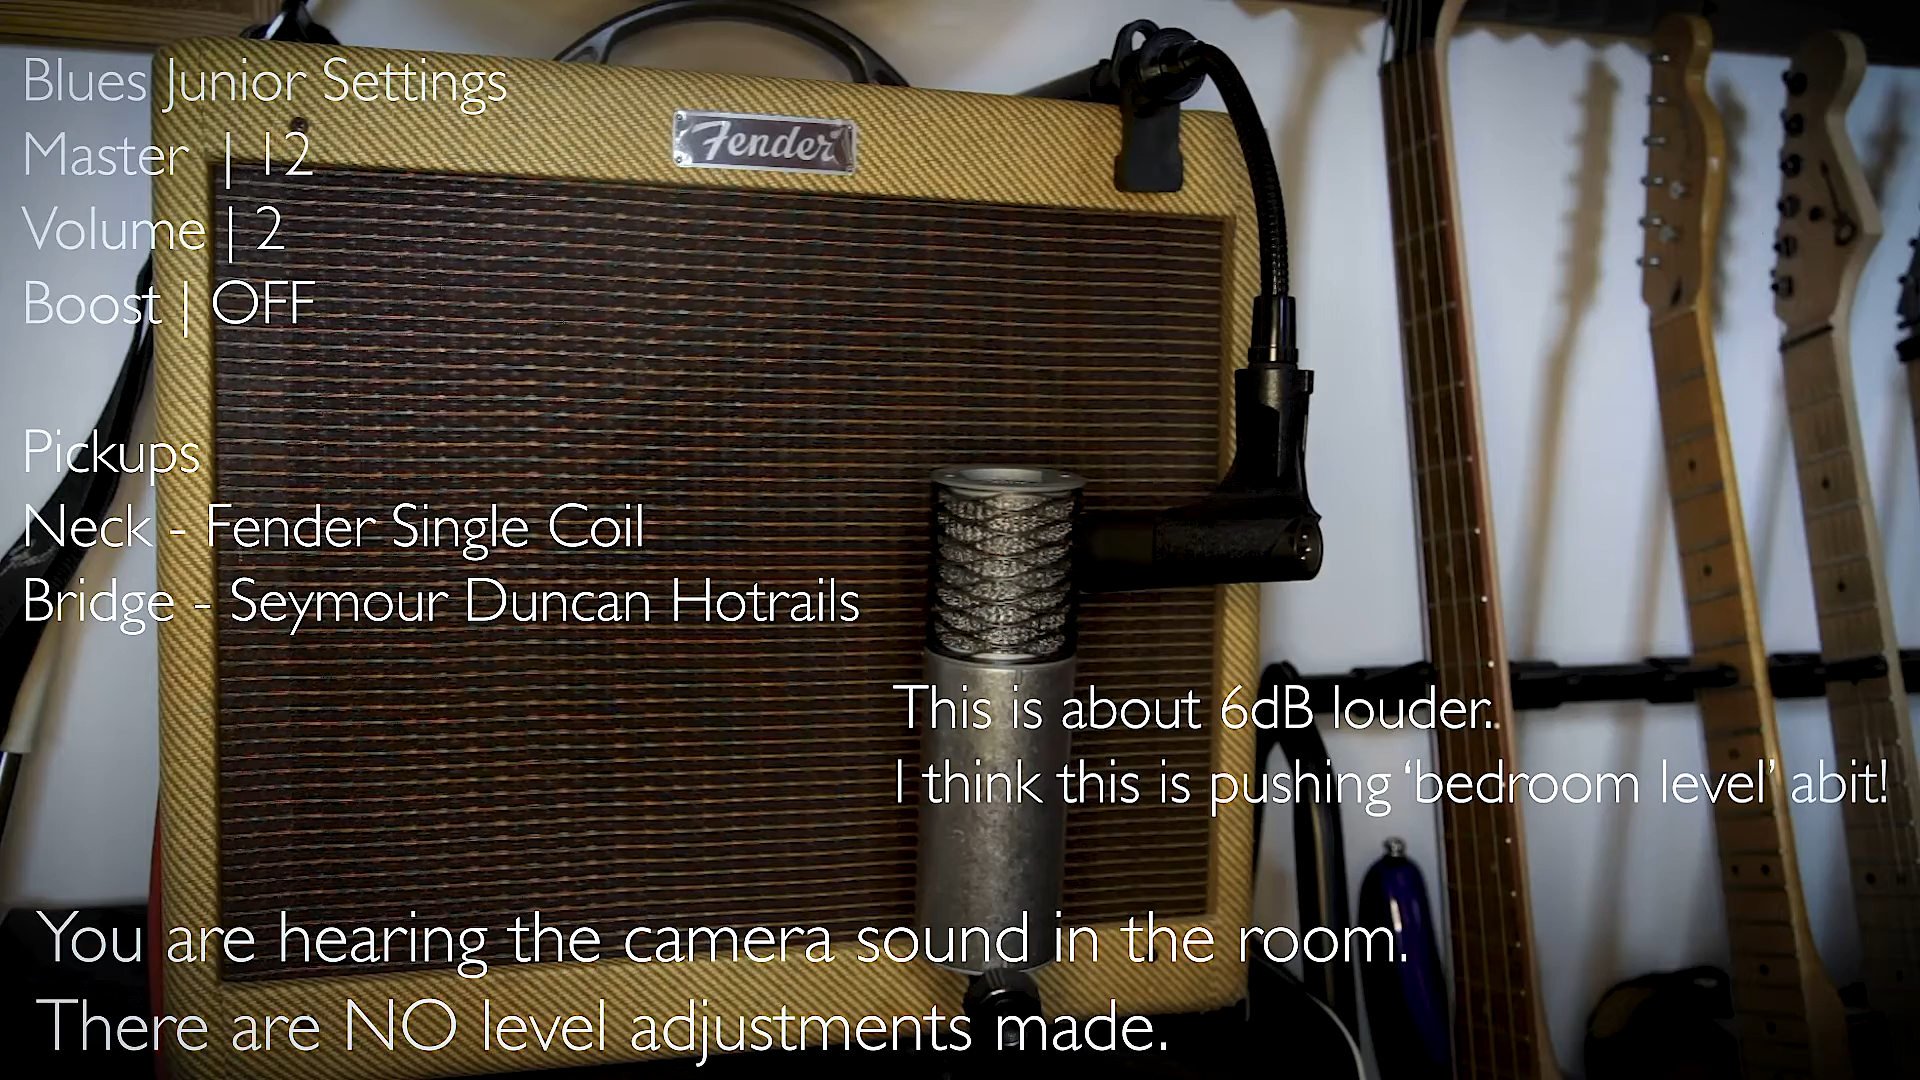 Blues Junior Settings
Master | 12
Volume | 2
Boost | OFF
Fender
Pickups
Neck - Fender Single Coil
Bridge - Seymour Duncan Hotrails
This is about 6dB louder..
I think this is pushing ‘bedroom level’ abit!
You are hearing the camera sound in the room.
There are NO level adjustments made.